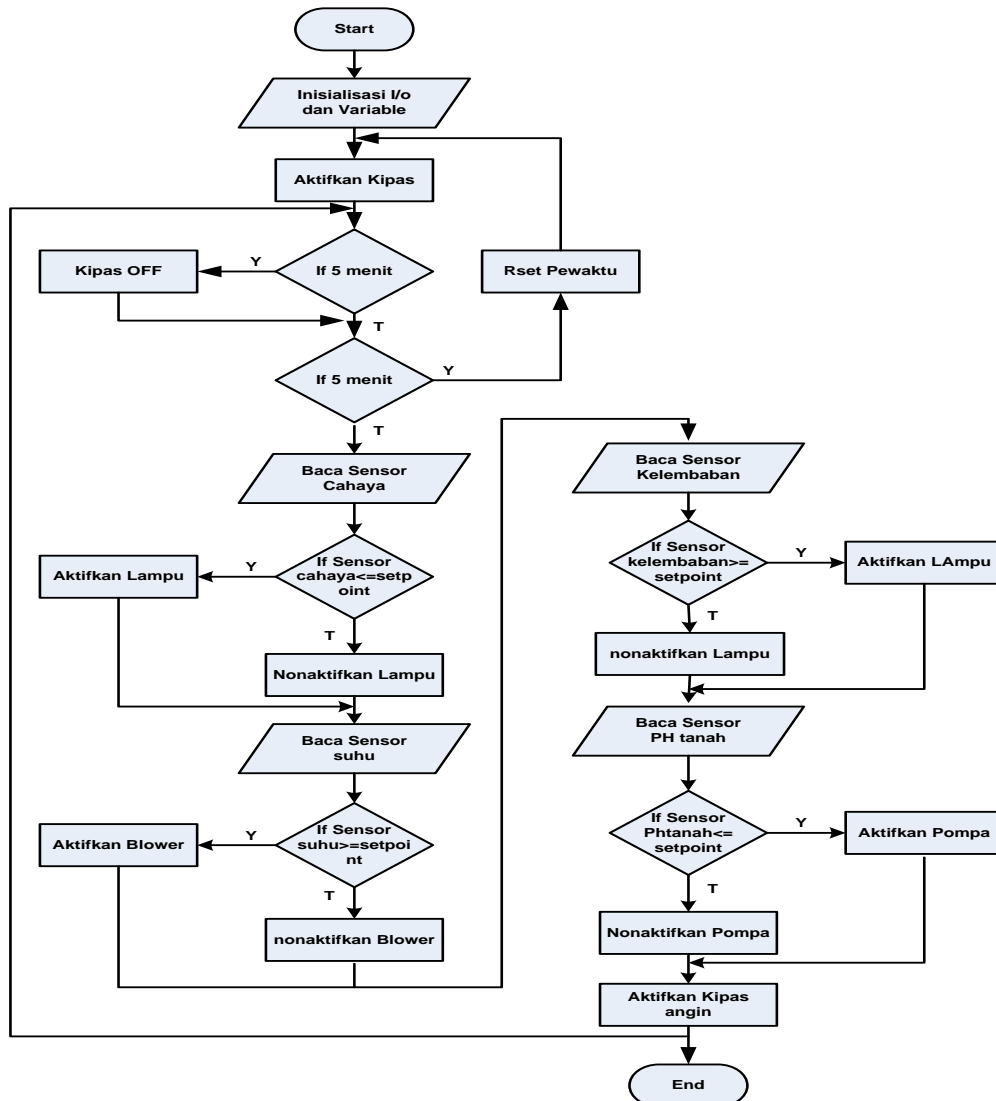 Start
Inisialisasi I/o
dan Variable
Aktifkan Kipas
If 5 menit
Y
Kipas OFF
Rset Pewaktu
T
If 5 menit
Y
T
Baca Sensor
Cahaya
If Sensor
cahaya<=setp
oint
Y
Aktifkan Lampu
T
Nonaktifkan Lampu
Baca Sensor
suhu
If Sensor
suhu>=setpoi
nt
Y
Aktifkan Blower
T
nonaktifkan Blower
Baca Sensor
Kelembaban
If Sensor
kelembaban>=
setpoint
Y
Aktifkan LAmpu
T
nonaktifkan Lampu
Baca Sensor
PH tanah
If Sensor
Phtanah<=
setpoint
Y
Aktifkan Pompa
T
Nonaktifkan Pompa
Aktifkan Kipas
angin
End